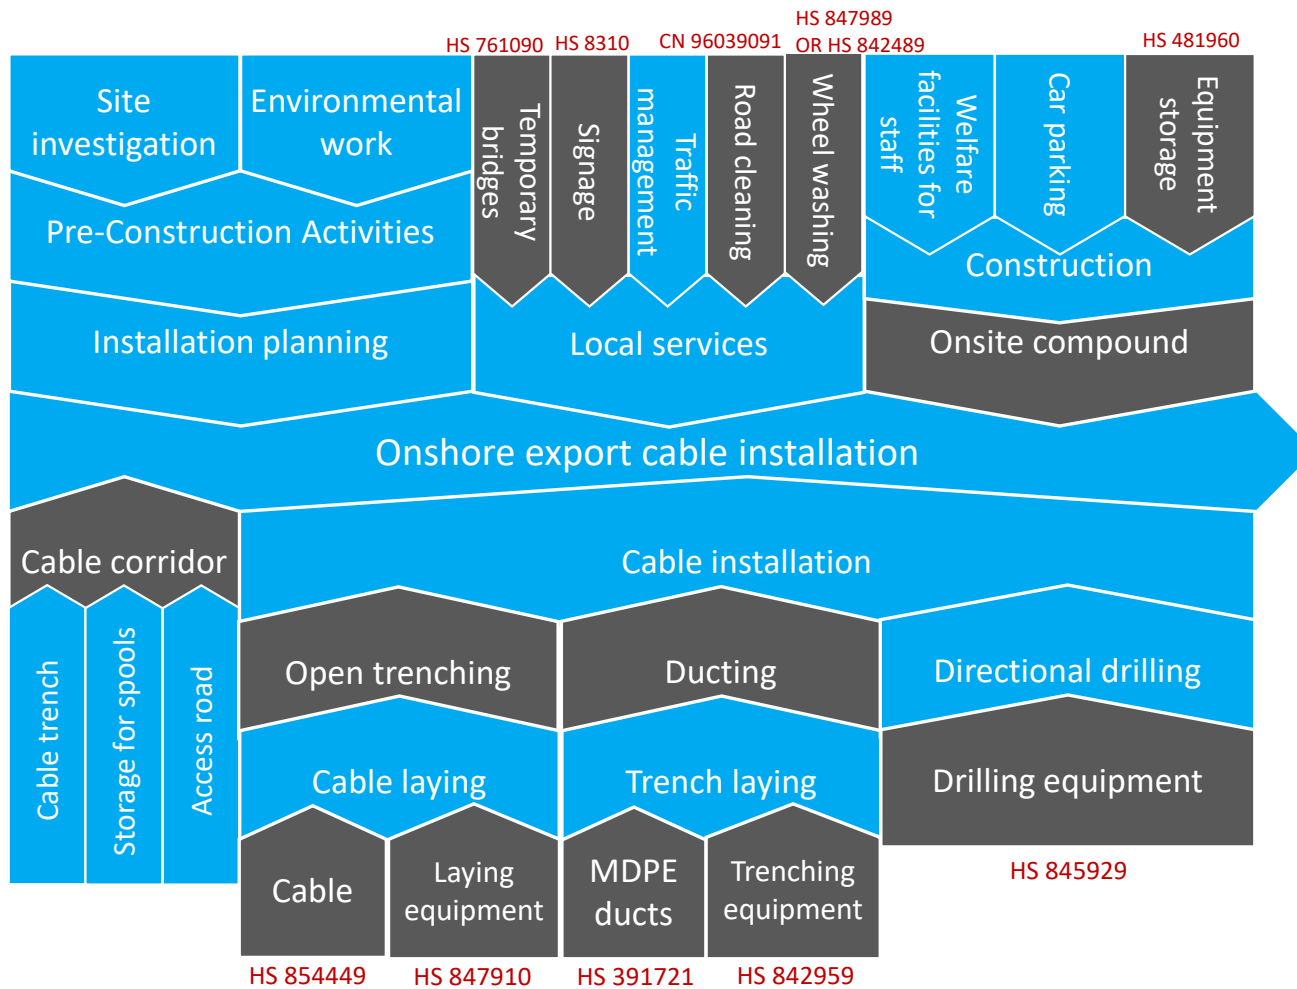 HS 847989
HS 761090
HS 8310
CN 96039091
OR HS 842489
HS 481960
Site
investigation
Environmental
work
Temporary
bridges
Signage
Traffic
management
Road cleaning
Wheel washing
Welfare
facilities for
staff
Car parking
Equipment
storage
Pre-Construction Activities
Construction
Installation planning
Local services
Onsite compound
Onshore export cable installation
Cable corridor
Cable installation
Cable trench
Storage for spools
Access road
Open trenching
Ducting
Directional drilling
Cable laying
Trench laying
Drilling equipment
Cable
Laying
equipment
MDPE
ducts
Trenching
equipment
HS 845929
HS 854449
HS 847910
HS 391721
HS 842959